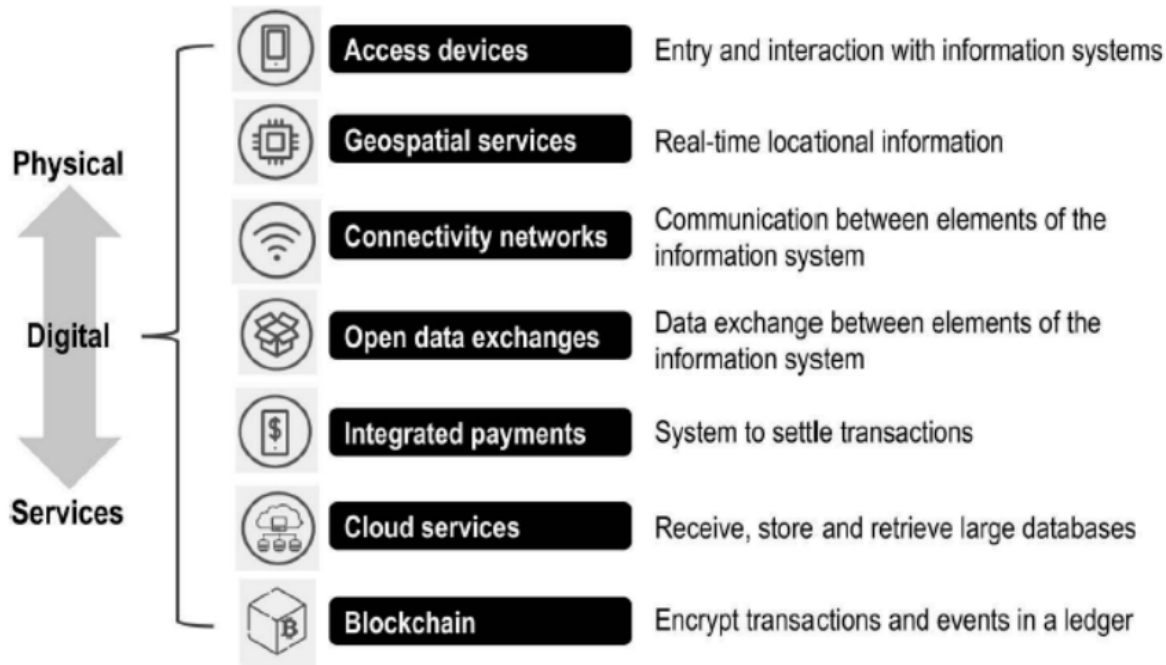 Physical
Digital
Services
Access devices
Entry and interaction with information systems
Geospatial services
Real-time locational information
Connectivity networks
Communication between elements of the
information system
Open data exchanges
Data exchange between elements of the
information system
$
Integrated payments
System to settle transactions
Cloud services
Receive, store and retrieve large databases
B
Blockchain
Encrypt transactions and events in a ledger